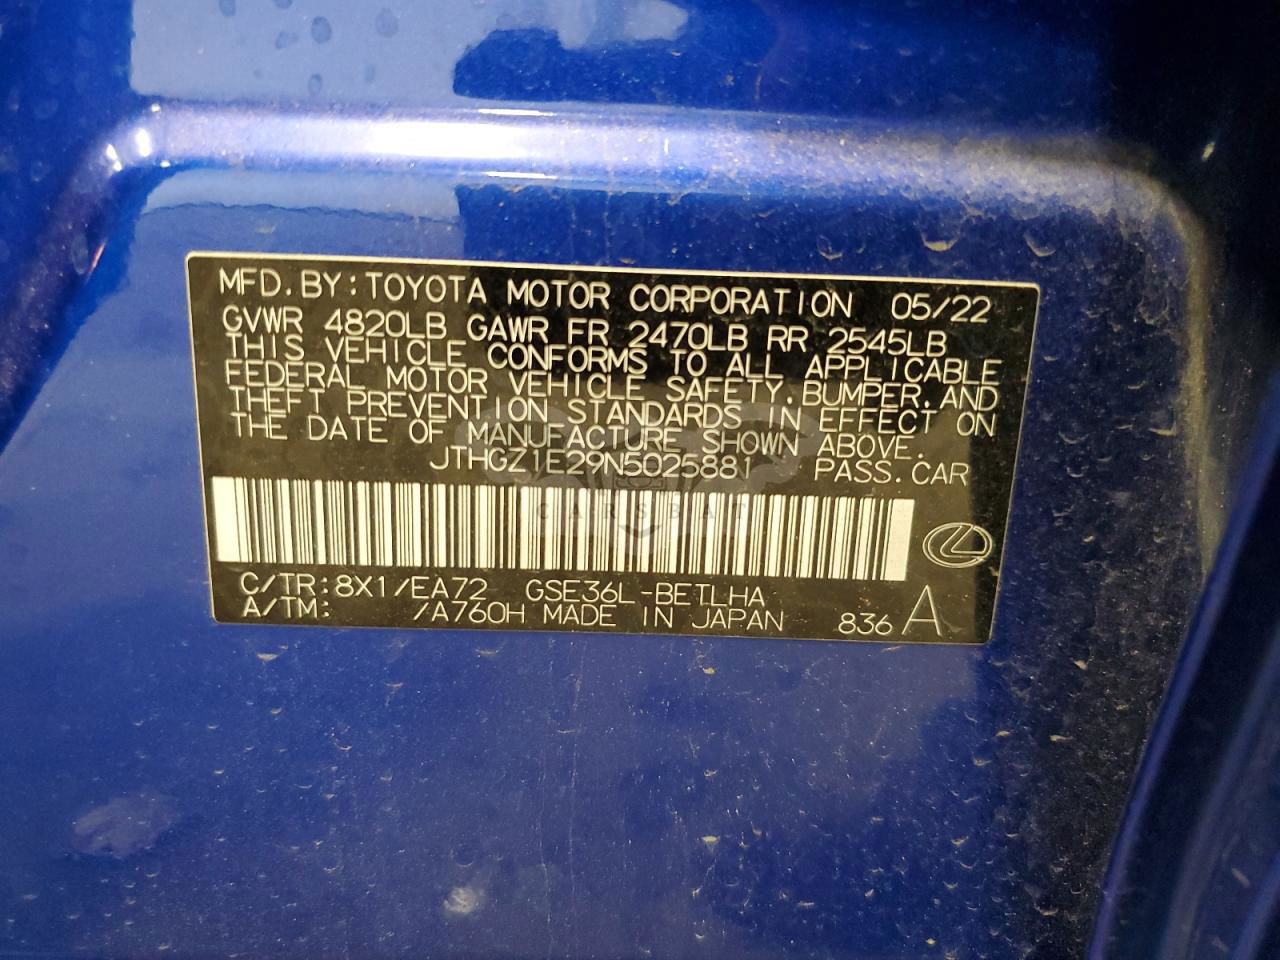 MFD.BY:TOYOTA MOTOR CORPORATION 05/22
GVWR 4820LB GAWR FR 2470LB RR 2545LB
THIS VEHICLE CONFORMS TO ALL APPLICABLE
FEDERAL MOTOR VEHICLE SAFETY,BUMPER,AND
THEFT PREVENTION STANDARDS IN EFFECT ON
THE DATE OF MANUFACTURE SHOWN ABOVE.
JTHGZ1E29N5025881 PASS.CAR
CARSBAT
C/TR:8X1/EA72 GSE36L-BETLHA
A/TM: /A760H MADE IN JAPAN 836 A